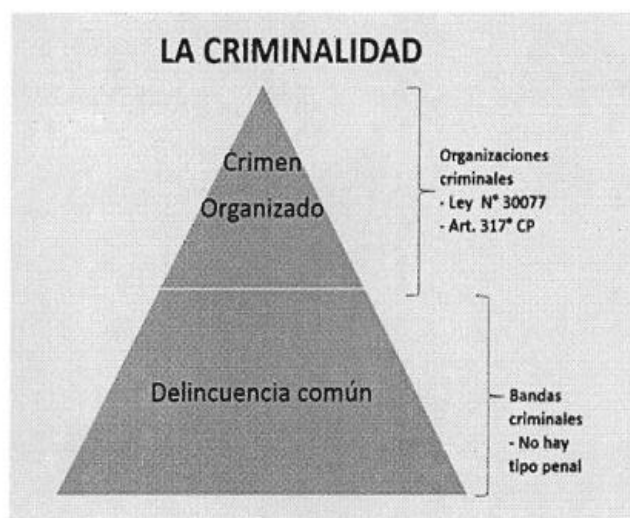 LA CRIMINALIDAD
Crimen
Organizado
Organizaciones
criminales
- Ley N° 30077
- Art. 317° CP
Delincuencia común
Bandas
criminales
- No hay
tipo penal